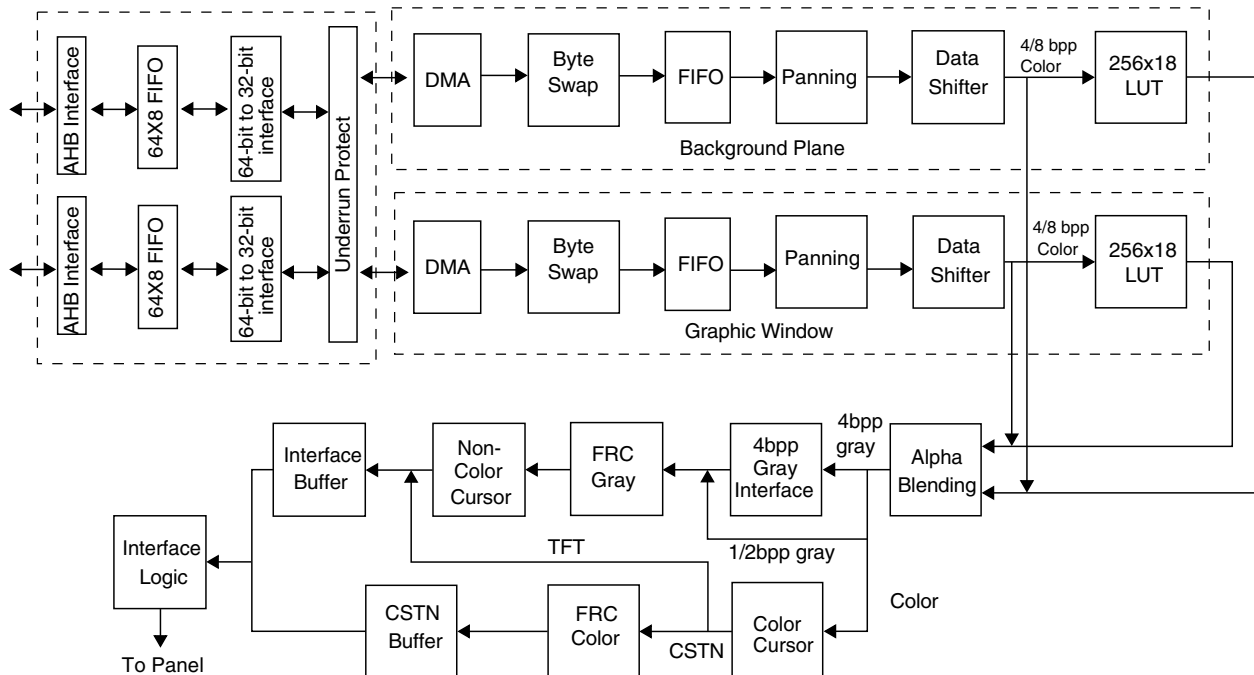 AHB Interface
64X8 FIFO
64-bit to 32-bit
interface
Underrun Protect
DMA
Byte
Swap
FIFO
Panning
Data
Shifter
4/8 bpp
Color
256x18
LUT
Background Plane
AHB Interface
64X8 FIFO
64-bit to 32-bit
interface
DMA
Byte
Swap
FIFO
Panning
Data
Shifter
4/8 bpp
Color
256x18
LUT
Graphic Window
Interface
Buffer
Non-
Color
Cursor
FRC
Gray
4bpp
Gray
Interface
4bpp
gray
Alpha
Blending
Interface
Logic
TFT
1/2bpp gray
CSTN
Buffer
FRC
Color
CSTN
Color
Cursor
Color
To Panel